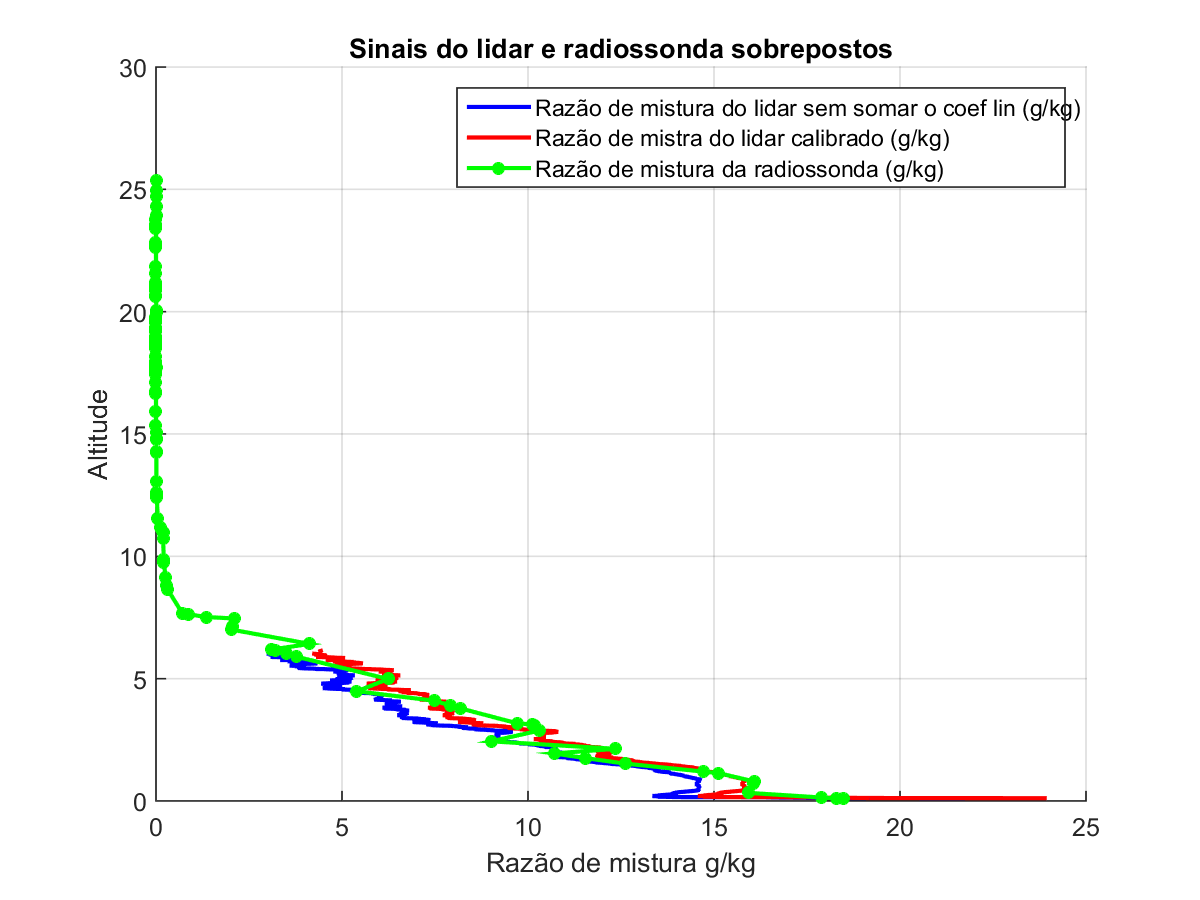 Sinais do lidar e radiossonda sobrepostos
30
Razão de mistura do lidar sem somar o coef lin (g/kg)
Razão de mistra do lidar calibrado (g/kg)
Razão de mistura da radiossonda (g/kg)
25
20
15
10
5
0
Altitude
0 5 10 15 20 25
Razão de mistura g/kg